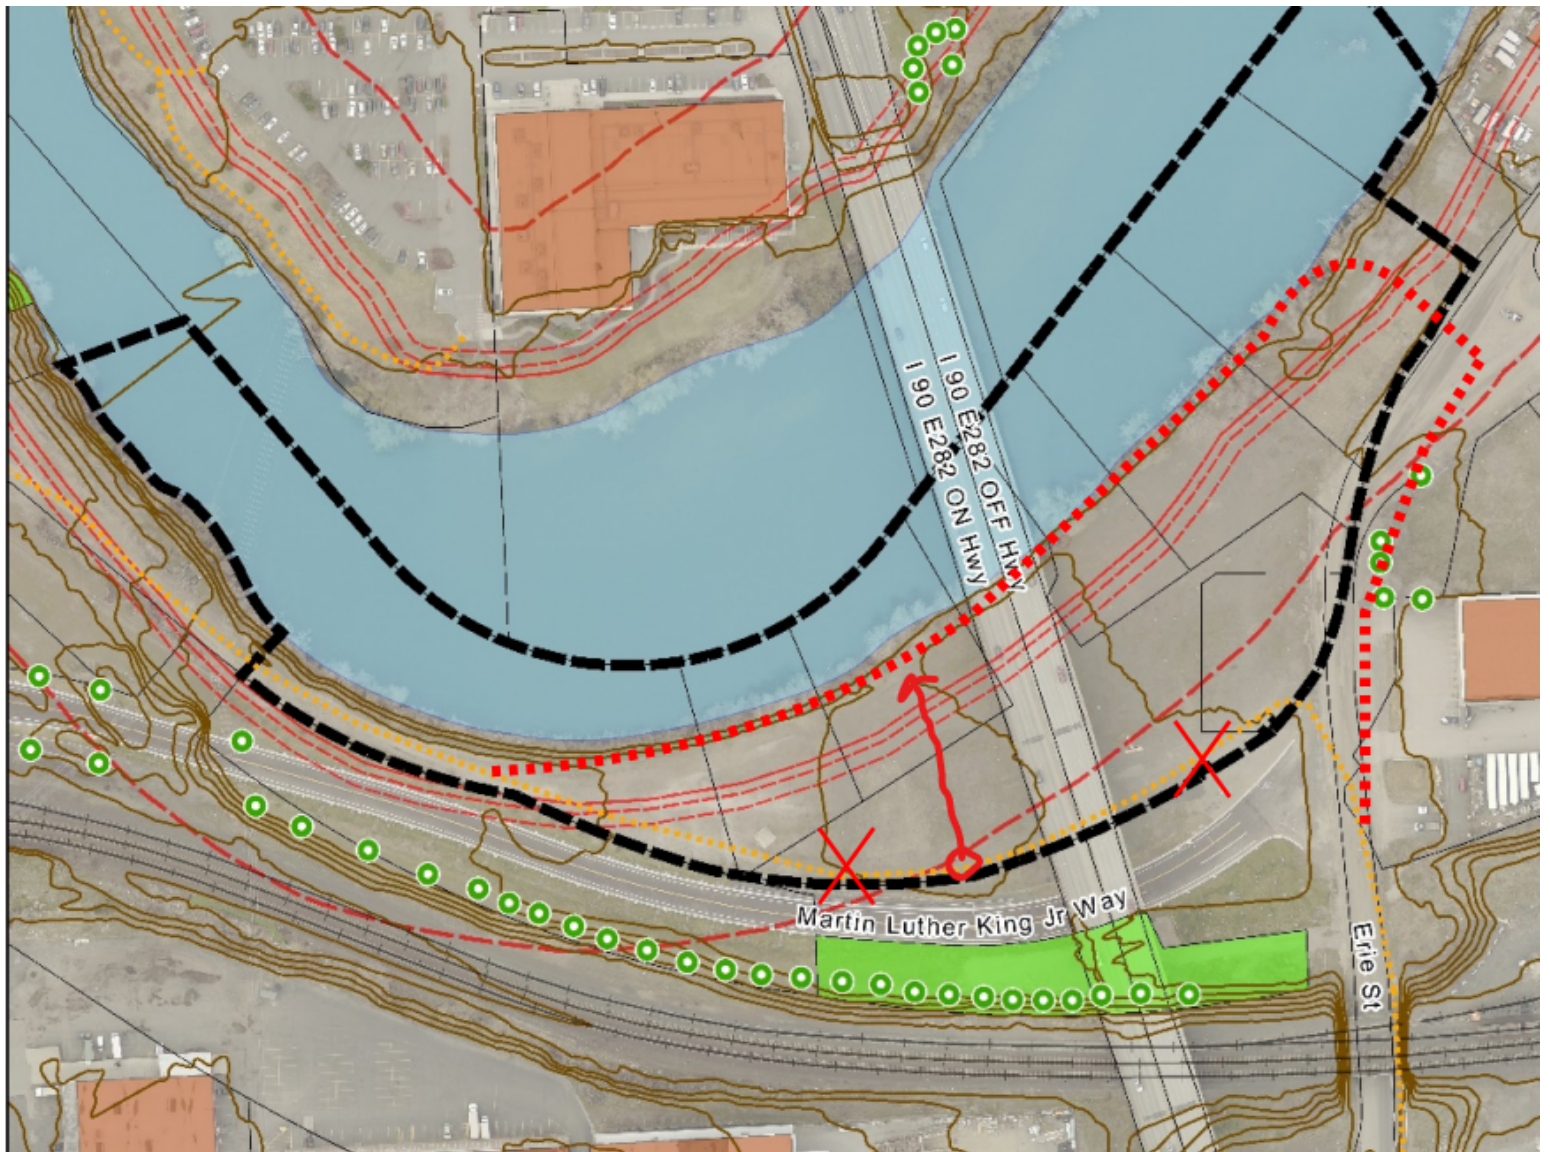 I 90 E282 OFF Hwy
I 90 E282 ON Hwy
Martin Luther King Jr Way
Erie St